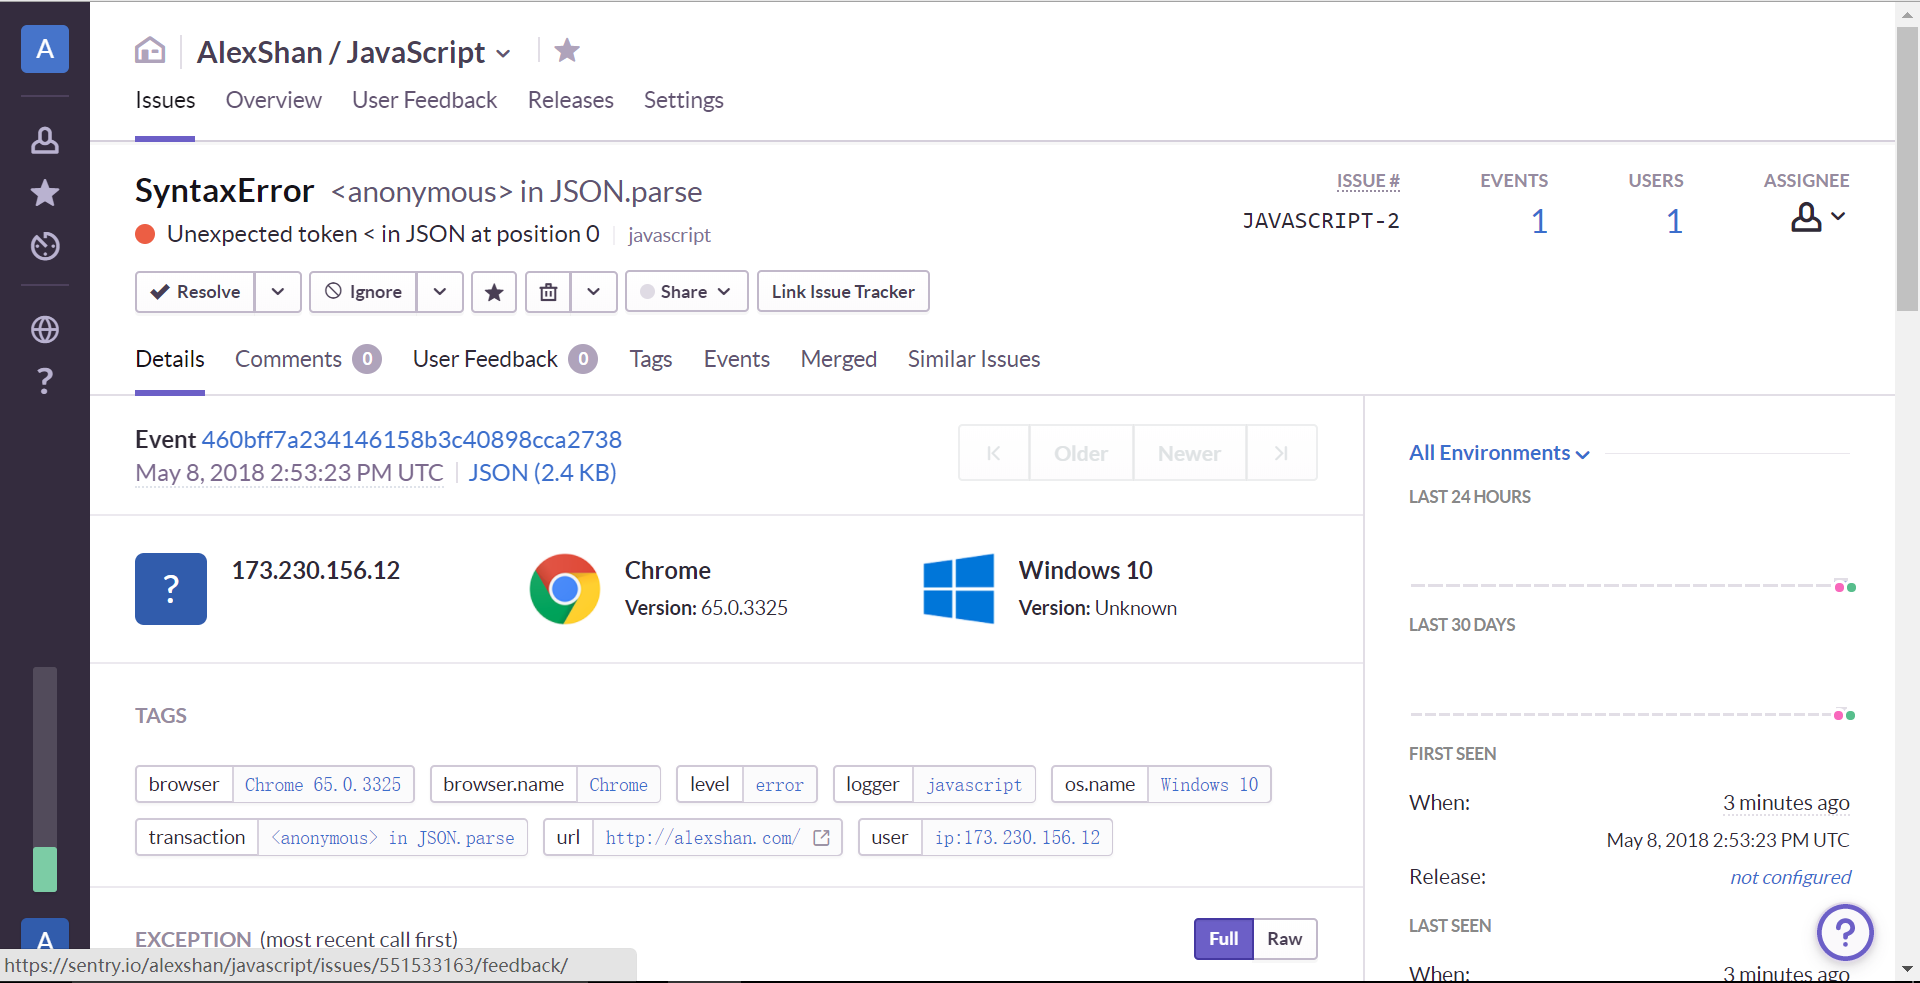 A
AlexShan / JavaScript
Issues Overview User Feedback Releases Settings
SyntaxError <anonymous> in JSON.parse
Unexpected token < in JSON at position 0 javascript
ISSUE # EVENTS USERS ASSIGNEE
JAVASCRIPT-2 1 1
Resolve Ignore Share Link Issue Tracker
Details Comments 0 User Feedback 0 Tags Events Merged Similar Issues
?
Event 460bff7a234146158b3c40898cca2738
May 8, 2018 2:53:23 PM UTC JSON (2.4 KB)
Older Newer
? 173.230.156.12
Chrome
Version: 65.0.3325
Windows 10
Version: Unknown
TAGS
browser Chrome 65.0.3325 browser.name Chrome level error logger javascript os.name Windows 10
transaction <anonymous> in JSON.parse url http://alexshan.com/ user ip:173.230.156.12
EXCEPTION (most recent call first)
Full Raw
All Environments
LAST 24 HOURS
LAST 30 DAYS
FIRST SEEN
When: 3 minutes ago
May 8, 2018 2:53:23 PM UTC
Release: not configured
LAST SEEN
When: 3 minutes ago
?
A
https://sentry.io/alexshan/javascript/issues/551533163/feedback/